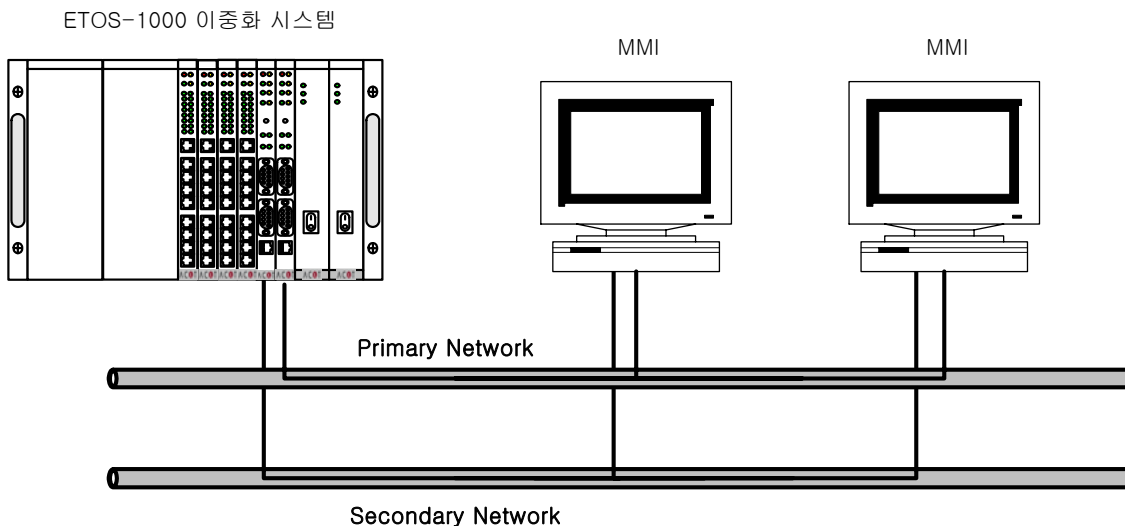 ETOS-1000 이중화 시스템
MMI
MMI
Primary Network
Secondary Network